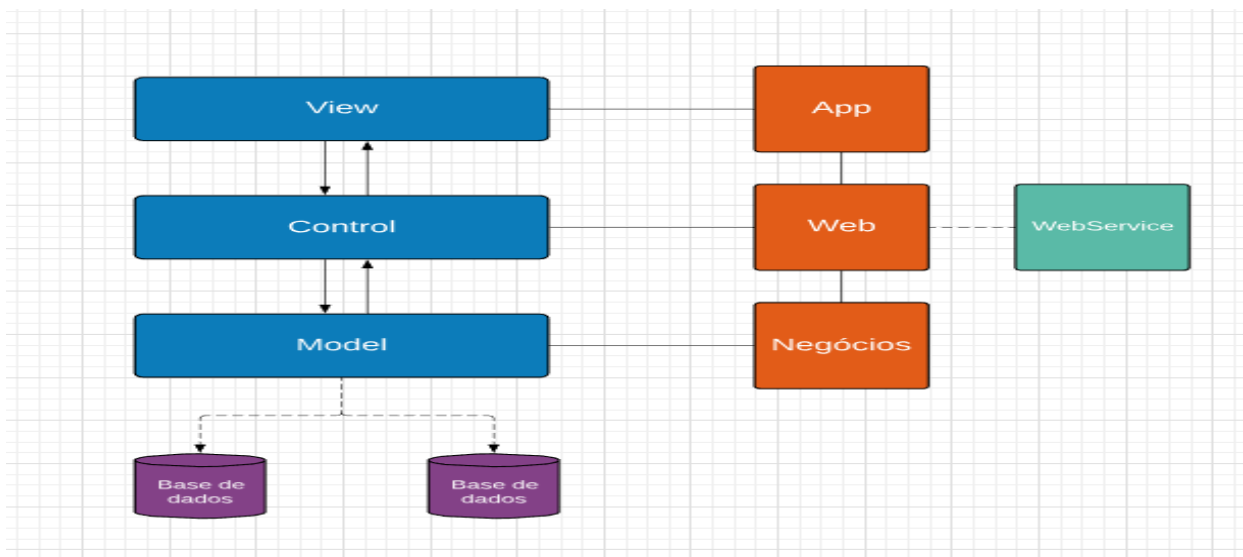 View
App
Control
Web
WebService
Model
Negócios
Base de
dados
Base de
dados